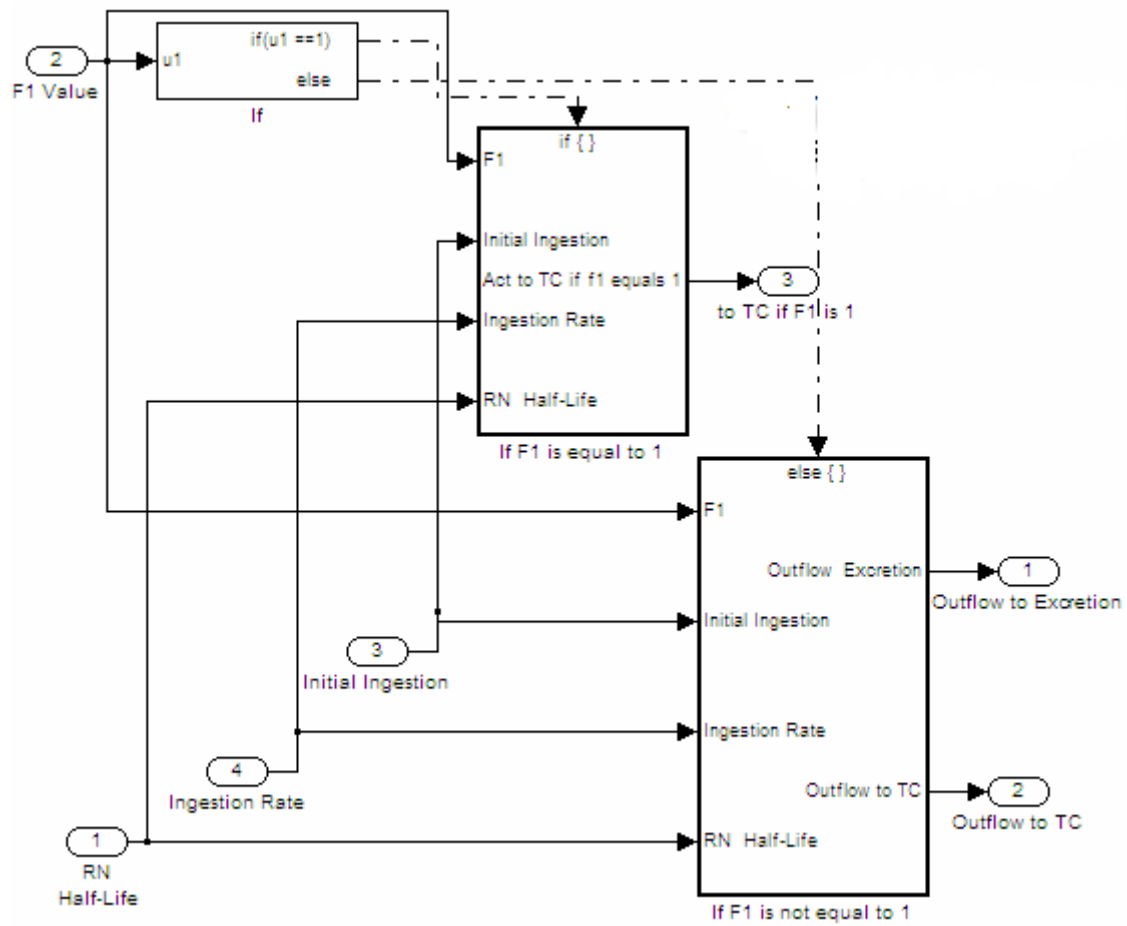 2
F1 Value
u1
if(u1 ==1)
else
If
if { }
F1
Initial Ingestion
Act to TC if f1 equals 1
Ingestion Rate
RN Half-Life
If F1 is equal to 1
3
to TC if F1 is 1
else { }
F1
Outflow Excretion
Initial Ingestion
Ingestion Rate
Outflow to TC
RN Half-Life
If F1 is not equal to 1
1
Outflow to Excretion
2
Outflow to TC
3
Initial Ingestion
4
Ingestion Rate
1
RN
Half-Life